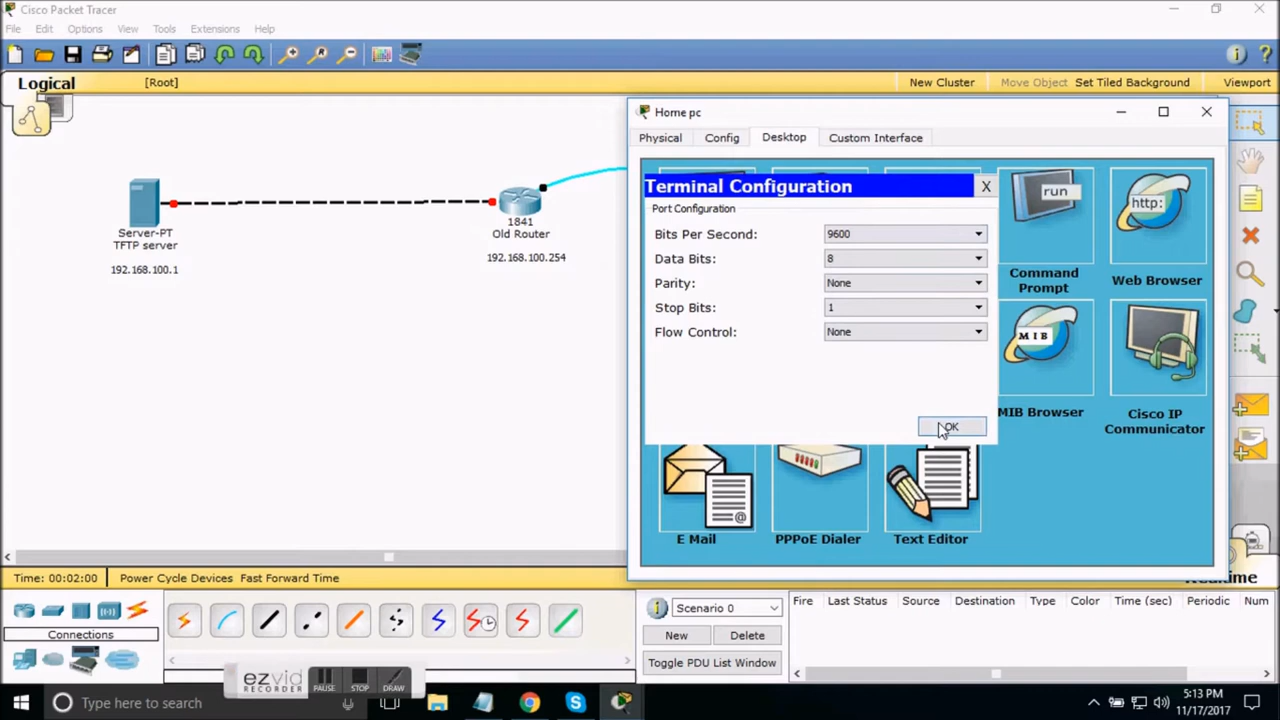 Cisco Packet Tracer
File Edit Options View Tools Extensions Help
Logical [Root] New Cluster Move Object Set Tiled Background Viewport
Home pc
Physical Config Desktop Custom Interface
Terminal Configuration X
Port Configuration
Bits Per Second: 9600
Data Bits: 8
Parity: None
Stop Bits: 1
Flow Control: None
OK
run
Command
Prompt
http:
Web Browser
MIB
MIB Browser
Cisco IP
Communicator
E Mail
PPPoE Dialer
Text Editor
Server-PT
TFTP server
192.168.100.1
1841
Old Router
192.168.100.254
Time: 00:02:00 Power Cycle Devices Fast Forward Time
Connections
Scenario 0
New Delete
Toggle PDU List Window
Fire Last Status Source Destination Type Color Time (sec) Periodic Num
ezvid
RECORDER
PAUSE STOP DRAW
Type here to search
5:13 PM
11/17/2017